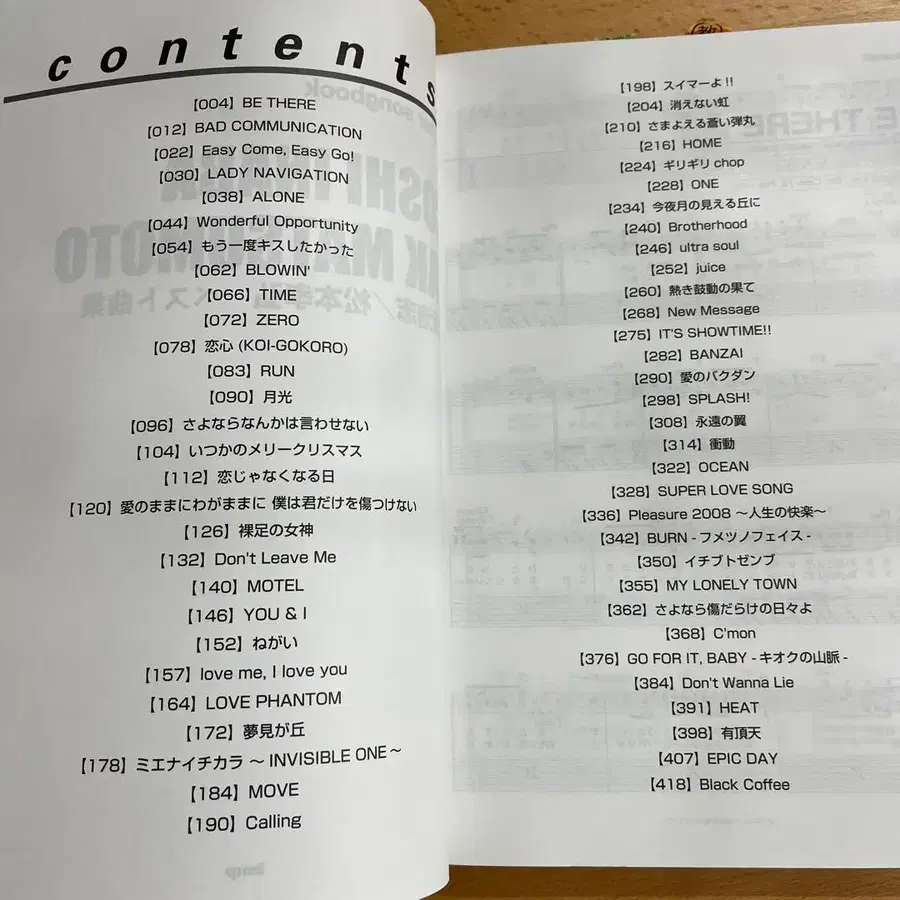 contents
【004】BE THERE
【012】BAD COMMUNICATION
【022】Easy Come, Easy Go!
【030】LADY NAVIGATION
【038】ALONE
【044】Wonderful Opportunity
【054】もう一度キスしたかった
【062】BLOWIN'
【066】TIME
【072】ZERO
【078】恋心 (KOI-GOKORO)
【083】RUN
【090】月光
【096】さよならなんかは言わせない
【104】いつかのメリークリスマス
【112】恋じゃなくなる日
【120】愛のままにわがままに 僕は君だけを傷つけない
【126】裸足の女神
【132】Don't Leave Me
【140】MOTEL
【146】YOU & I
【152】ねがい
【157】love me, I love you
【164】LOVE PHANTOM
【172】夢見が丘
【178】ミエナイチカラ 〜 INVISIBLE ONE〜
【184】MOVE
【190】Calling
【198】スイマーよ!!
【204】消えない虹
【210】さまよえる蒼い弾丸
【216】HOME
【224】ギリギリ chop
【228】ONE
【234】今夜月の見える丘に
【240】Brotherhood
【246】ultra soul
【252】juice
【260】熱き鼓動の果て
【268】New Message
【275】IT'S SHOWTIME!!
【282】BANZAI
【290】愛のバクダン
【298】SPLASH!
【308】永遠の翼
【314】衝動
【322】OCEAN
【328】SUPER LOVE SONG
【336】Pleasure 2008 〜人生の快楽〜
【342】BURN - フメツノフェイス -
【350】イチブトゼンブ
【355】MY LONELY TOWN
【362】さよなら傷だらけの日々よ
【368】C'mon
【376】GO FOR IT, BABY - キオクの山脈 -
【384】Don't Wanna Lie
【391】HEAT
【398】有頂天
【407】EPIC DAY
【418】Black Coffee